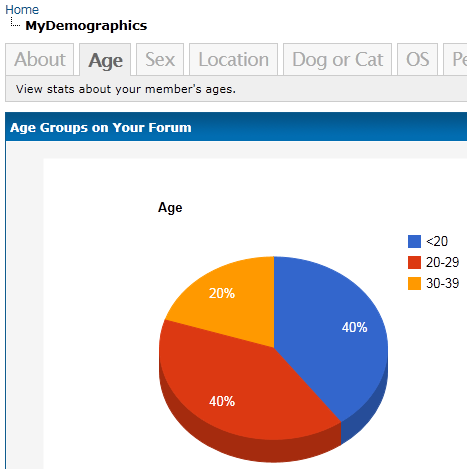 Home
MyDemographics
About Age Sex Location Dog or Cat OS
View stats about your member's ages.
Age Groups on Your Forum
Age
<20
20-29
30-39
20%
40%
40%